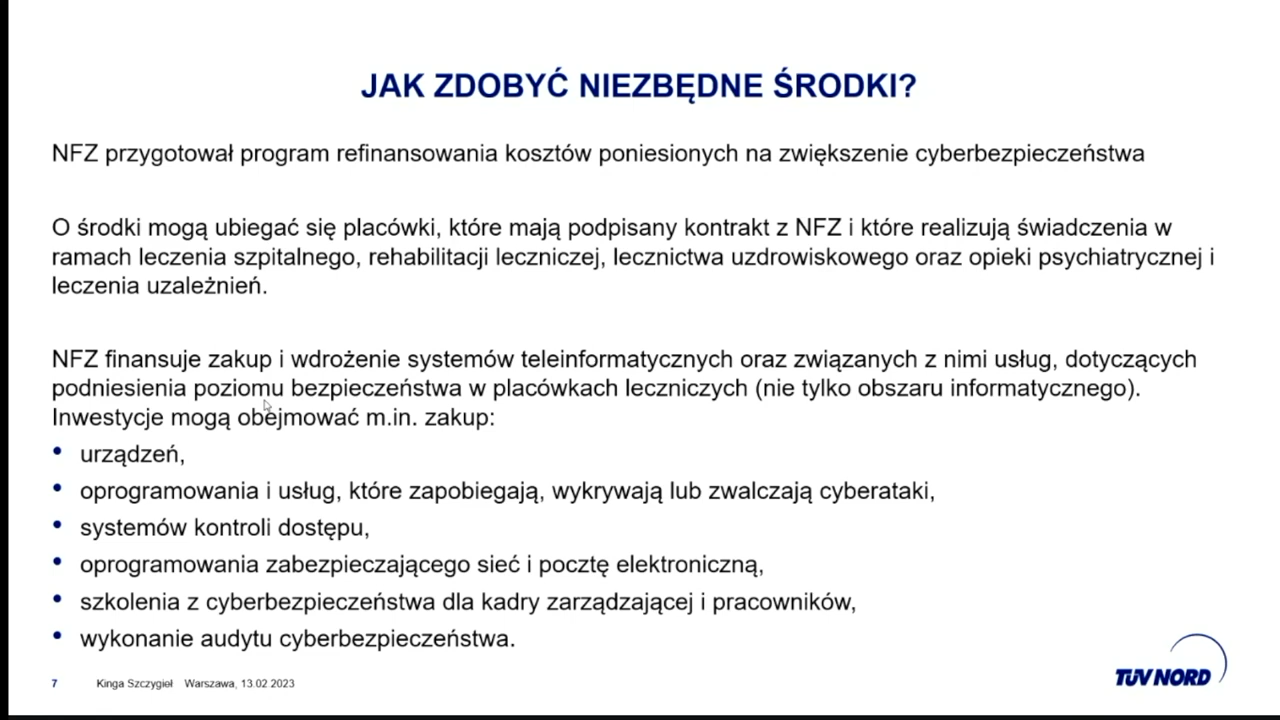 JAK ZDOBYĆ NIEZBĘDNE ŚRODKI?
NFZ przygotował program refinansowania kosztów poniesionych na zwiększenie cyberbezpieczeństwa
O środki mogą ubiegać się placówki, które mają podpisany kontrakt z NFZ i które realizują świadczenia w
ramach leczenia szpitalnego, rehabilitacji leczniczej, lecznictwa uzdrowiskowego oraz opieki psychiatrycznej i
leczenia uzależnień.
NFZ finansuje zakup i wdrożenie systemów teleinformatycznych oraz związanych z nimi usług, dotyczących
podniesienia poziomu bezpieczeństwa w placówkach leczniczych (nie tylko obszaru informatycznego).
Inwestycje mogą obejmować m.in. zakup:
• urządzeń,
• oprogramowania i usług, które zapobiegają, wykrywają lub zwalczają cyberataki,
• systemów kontroli dostępu,
• oprogramowania zabezpieczającego sieć i pocztę elektroniczną,
• szkolenia z cyberbezpieczeństwa dla kadry zarządzającej i pracowników,
• wykonanie audytu cyberbezpieczeństwa.
7 Kinga Szczygieł Warszawa, 13.02 2023
TÜV NORD